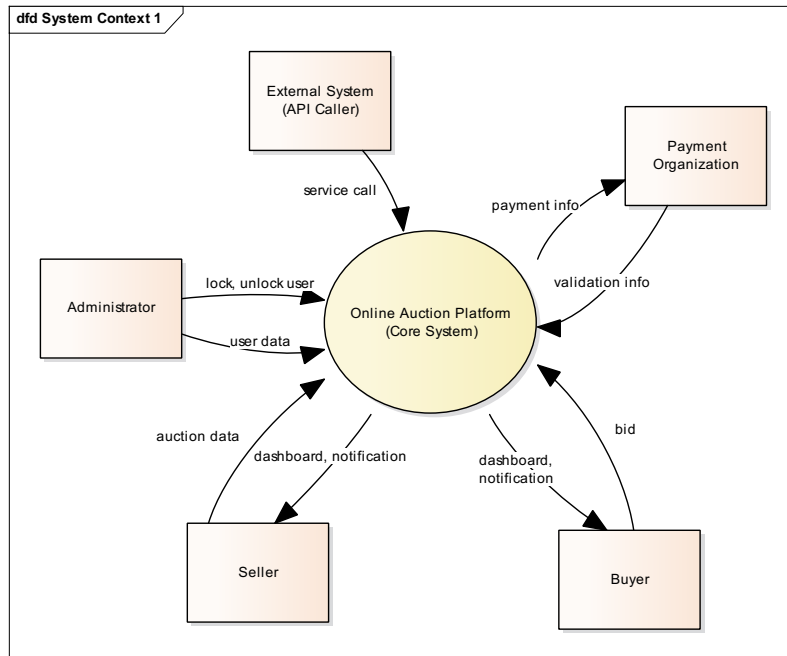 dfd System Context 1
External System
(API Caller)
Payment
Organization
service call
payment info
validation info
Administrator
lock, unlock user
user data
Online Auction Platform
(Core System)
auction data
dashboard, notification
dashboard,
notification
bid
Seller
Buyer